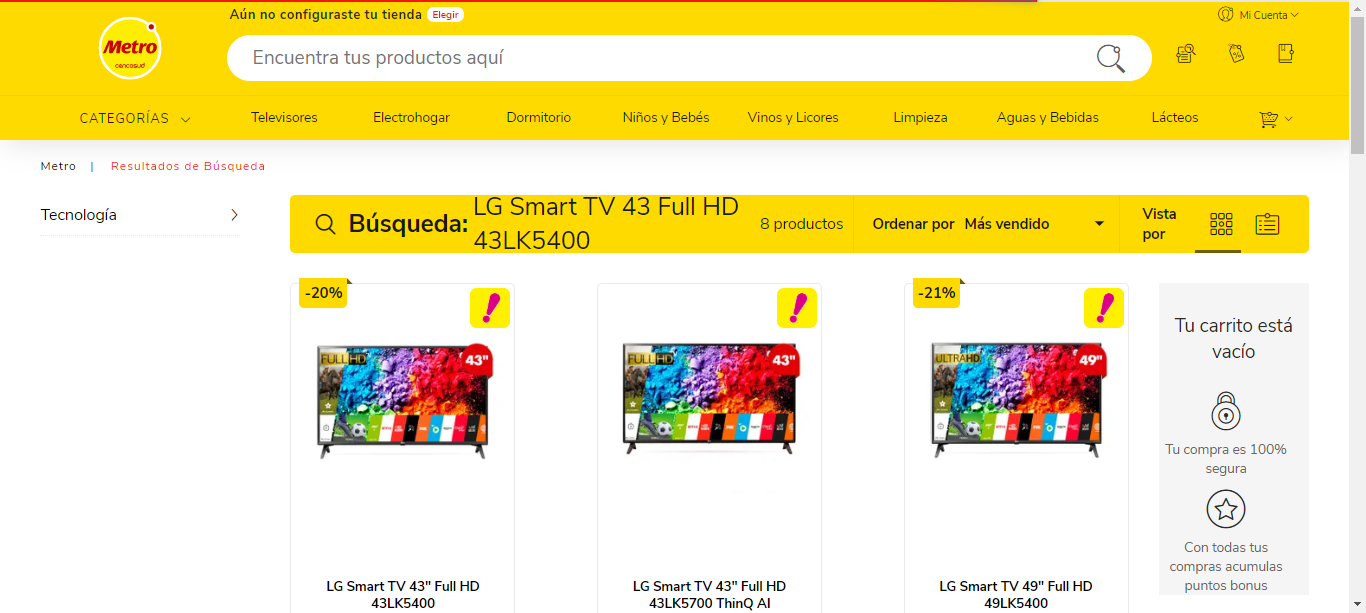 Aún no configuraste tu tienda Elegir
Mi Cuenta
Metro
cencosud
Encuentra tus productos aquí
CATEGORÍAS
Televisores
Electrohogar
Dormitorio
Niños y Bebés
Vinos y Licores
Limpieza
Aguas y Bebidas
Lácteos
Metro | Resultados de Búsqueda
Tecnología
Búsqueda: LG Smart TV 43 Full HD
43LK5400
8 productos
Ordenar por Más vendido
Vista
por
-20%
FULL HD
43"
LG Smart TV 43" Full HD
43LK5400
FULL HD
43"
LG Smart TV 43" Full HD
43LK5700 ThinQ AI
-21%
ULTRA HD
49"
LG Smart TV 49" Full HD
49LK5400
Tu carrito está
vacío
Tu compra es 100%
segura
Con todas tus
compras acumulas
puntos bonus